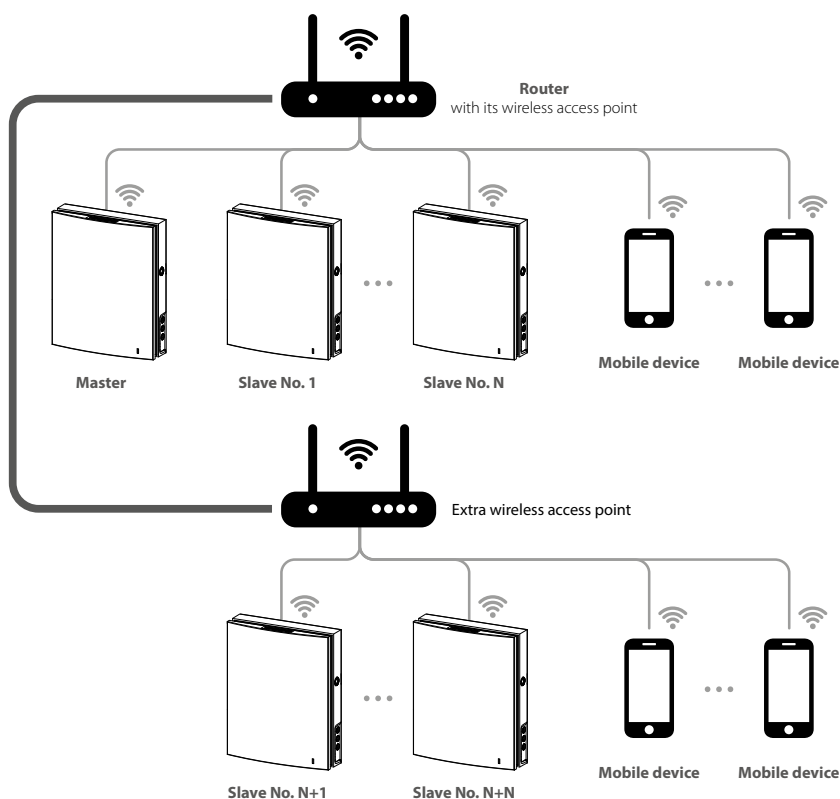 Router
with its wireless access point
Master
Slave No. 1
Slave No. N
Mobile device
Mobile device
Extra wireless access point
Slave No. N+1
Slave No. N+N
Mobile device
Mobile device